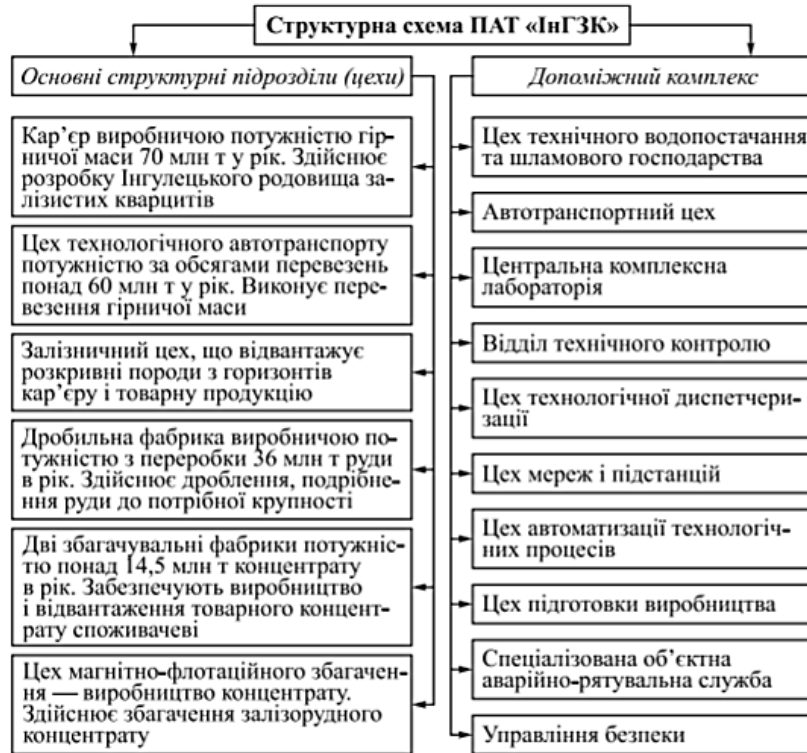 Структурна схема ПАТ «ІнГЗК»
Основні структурні підрозділи (цехи)
Кар’єр виробничою потужністю гір-
ничої маси 70 млн т у рік. Здійснює
розробку Інгулецького родовища за-
лізистих кварцитів
Цех технологічного автотранспорту
потужністю за обсягами перевезень
понад 60 млн т у рік. Виконує пере-
везення гірничої маси
Залізничний цех, що відвантажує
розкривні породи з горизонтів
кар’єру і товарну продукцію
Дробильна фабрика виробничою по-
тужністю з переробки 36 млн т руди
в рік. Здійснює дроблення, подрібне-
ння руди до потрібної крупності
Дві збагачувальні фабрики потужніс-
тю понад 14,5 млн т концентрату
в рік. Забезпечують виробництво
і відвантаження товарного концент-
рату споживачеві
Цех магнітно-флотаційного збагачен-
ня — виробництво концентрату.
Здійснює збагачення залізорудного
концентрату
Допоміжний комплекс
Цех технічного водопостачання
та шламового господарства
Автотранспортний цех
Центральна комплексна
лабораторія
Відділ технічного контролю
Цех технологічної диспетчери-
зації
Цех мереж і підстанцій
Цех автоматизації технологіч-
них процесів
Цех підготовки виробництва
Спеціалізована об’єктна
аварійно-рятувальна служба
Управління безпеки